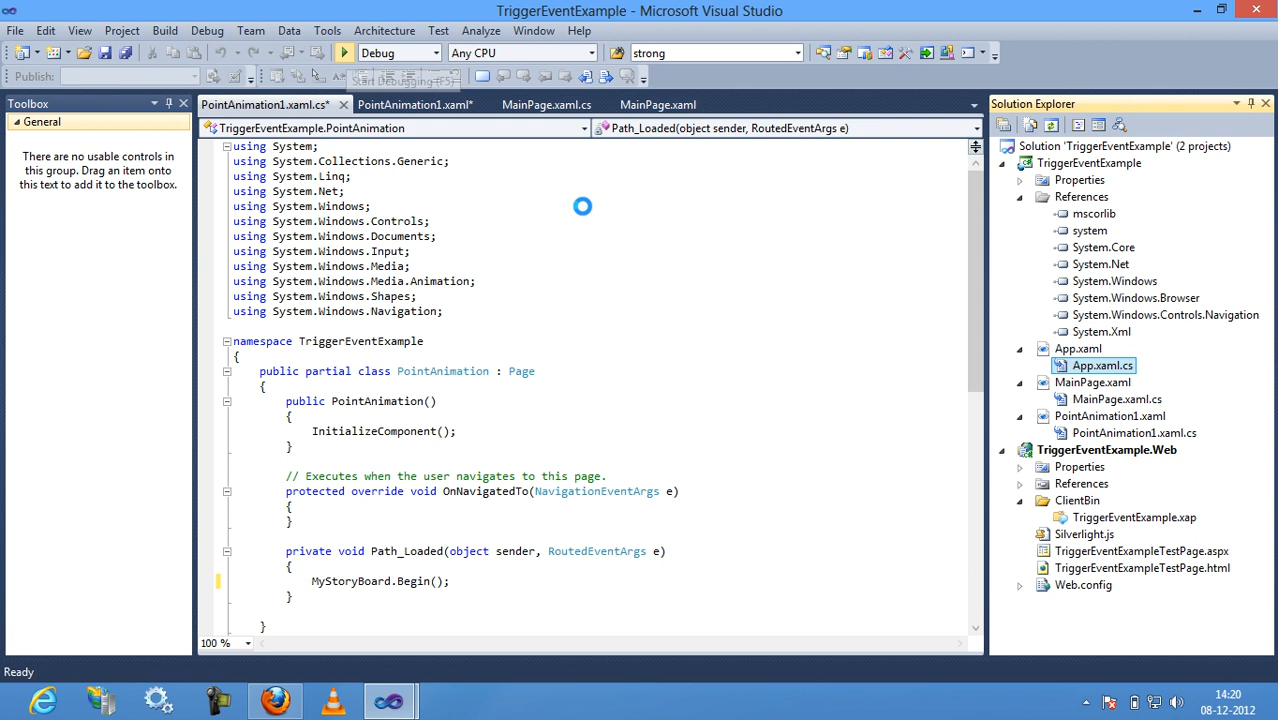 TriggerEventExample - Microsoft Visual Studio
File Edit View Project Build Debug Team Data Tools Architecture Test Analyze Window Help
Debug Any CPU strong
Publish:
Start Debugging (F5)
Toolbox
General
There are no usable controls in
this group. Drag an item onto
this text to add it to the toolbox.
PointAnimation1.xaml.cs* PointAnimation1.xaml* MainPage.xaml.cs MainPage.xaml
TriggerEventExample.PointAnimation Path_Loaded(object sender, RoutedEventArgs e)
using System;
using System.Collections.Generic;
using System.Linq;
using System.Net;
using System.Windows;
using System.Windows.Controls;
using System.Windows.Documents;
using System.Windows.Input;
using System.Windows.Media;
using System.Windows.Media.Animation;
using System.Windows.Shapes;
using System.Windows.Navigation;
namespace TriggerEventExample
{
public partial class PointAnimation : Page
{
public PointAnimation()
{
InitializeComponent();
}
// Executes when the user navigates to this page.
protected override void OnNavigatedTo(NavigationEventArgs e)
{
}
private void Path_Loaded(object sender, RoutedEventArgs e)
{
MyStoryBoard.Begin();
}
}
100 %
Solution Explorer
Solution 'TriggerEventExample' (2 projects)
TriggerEventExample
Properties
References
mscorlib
system
System.Core
System.Net
System.Windows
System.Windows.Browser
System.Windows.Controls.Navigation
System.Xml
App.xaml
App.xaml.cs
MainPage.xaml
MainPage.xaml.cs
PointAnimation1.xaml
PointAnimation1.xaml.cs
TriggerEventExample.Web
Properties
References
ClientBin
TriggerEventExample.xap
Silverlight.js
TriggerEventExampleTestPage.aspx
TriggerEventExampleTestPage.html
Web.config
Ready
14:20
08-12-2012